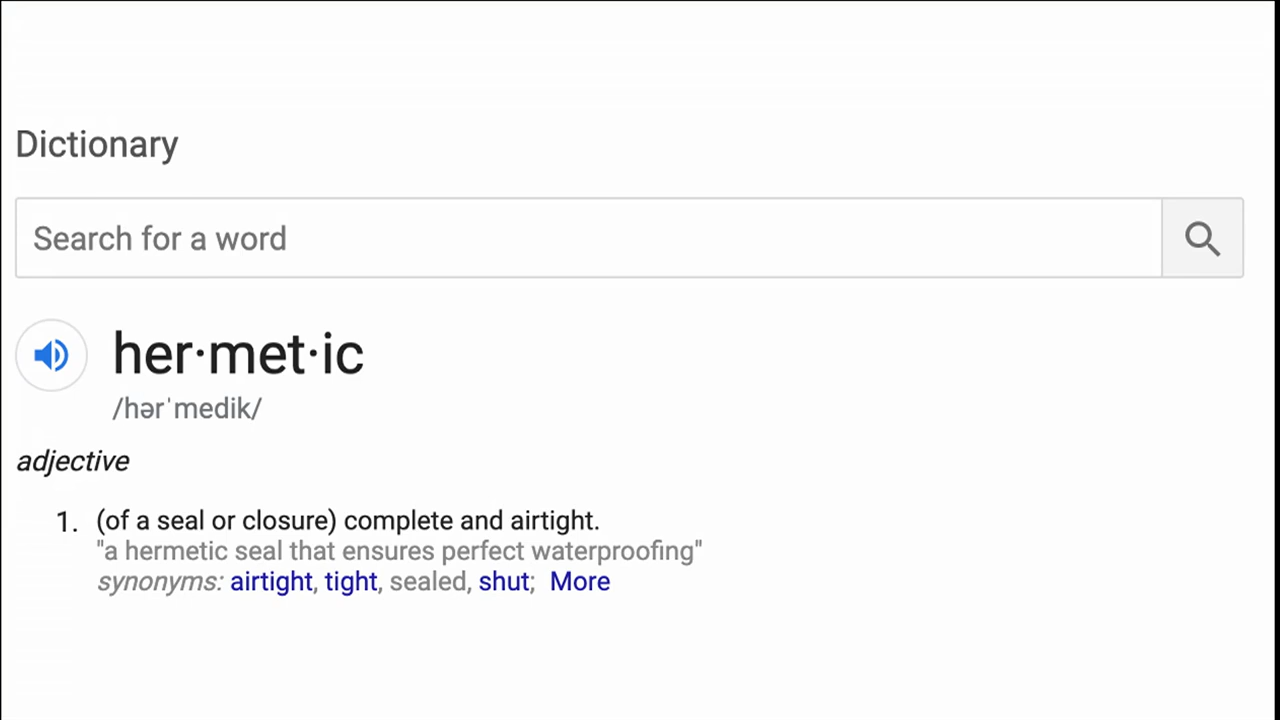 Dictionary
Search for a word
her·met·ic
/hərˈmedik/
adjective
1. (of a seal or closure) complete and airtight.
"a hermetic seal that ensures perfect waterproofing"
synonyms: airtight, tight, sealed, shut; More